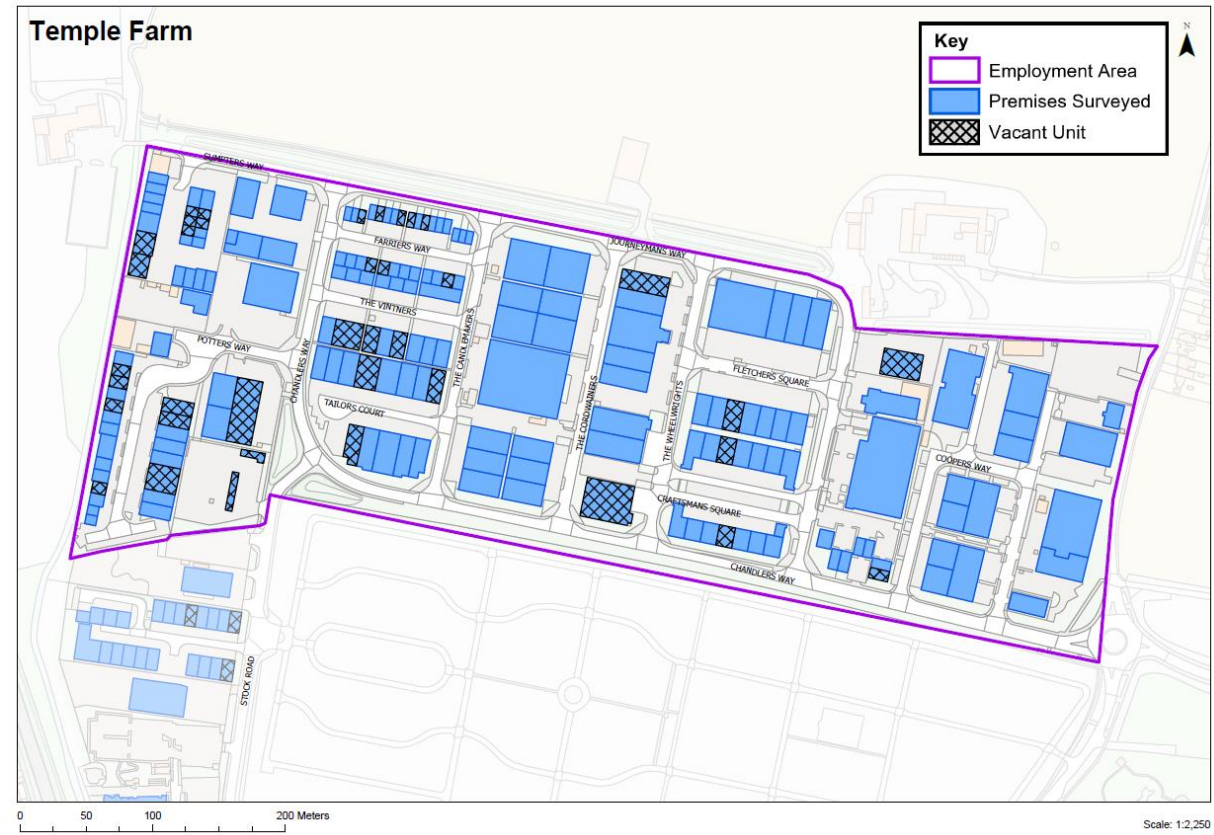 Temple Farm
Key
Employment Area
Premises Surveyed
Vacant Unit
N
SUMPTERS WAY
FARRIERS WAY
JOURNEYMANS WAY
THE VINTNERS
POTTERS WAY
CHANDLERS WAY
THE CANDLEMAKERS
FLETCHERS SQUARE
TAILORS COURT
THE CORDWAINERS
THE WHEELWRIGHTS
COOPERS WAY
CRAFTSMANS SQUARE
CHANDLERS WAY
STOCK ROAD
0 50 100 200 Meters
Scale: 1:2,250